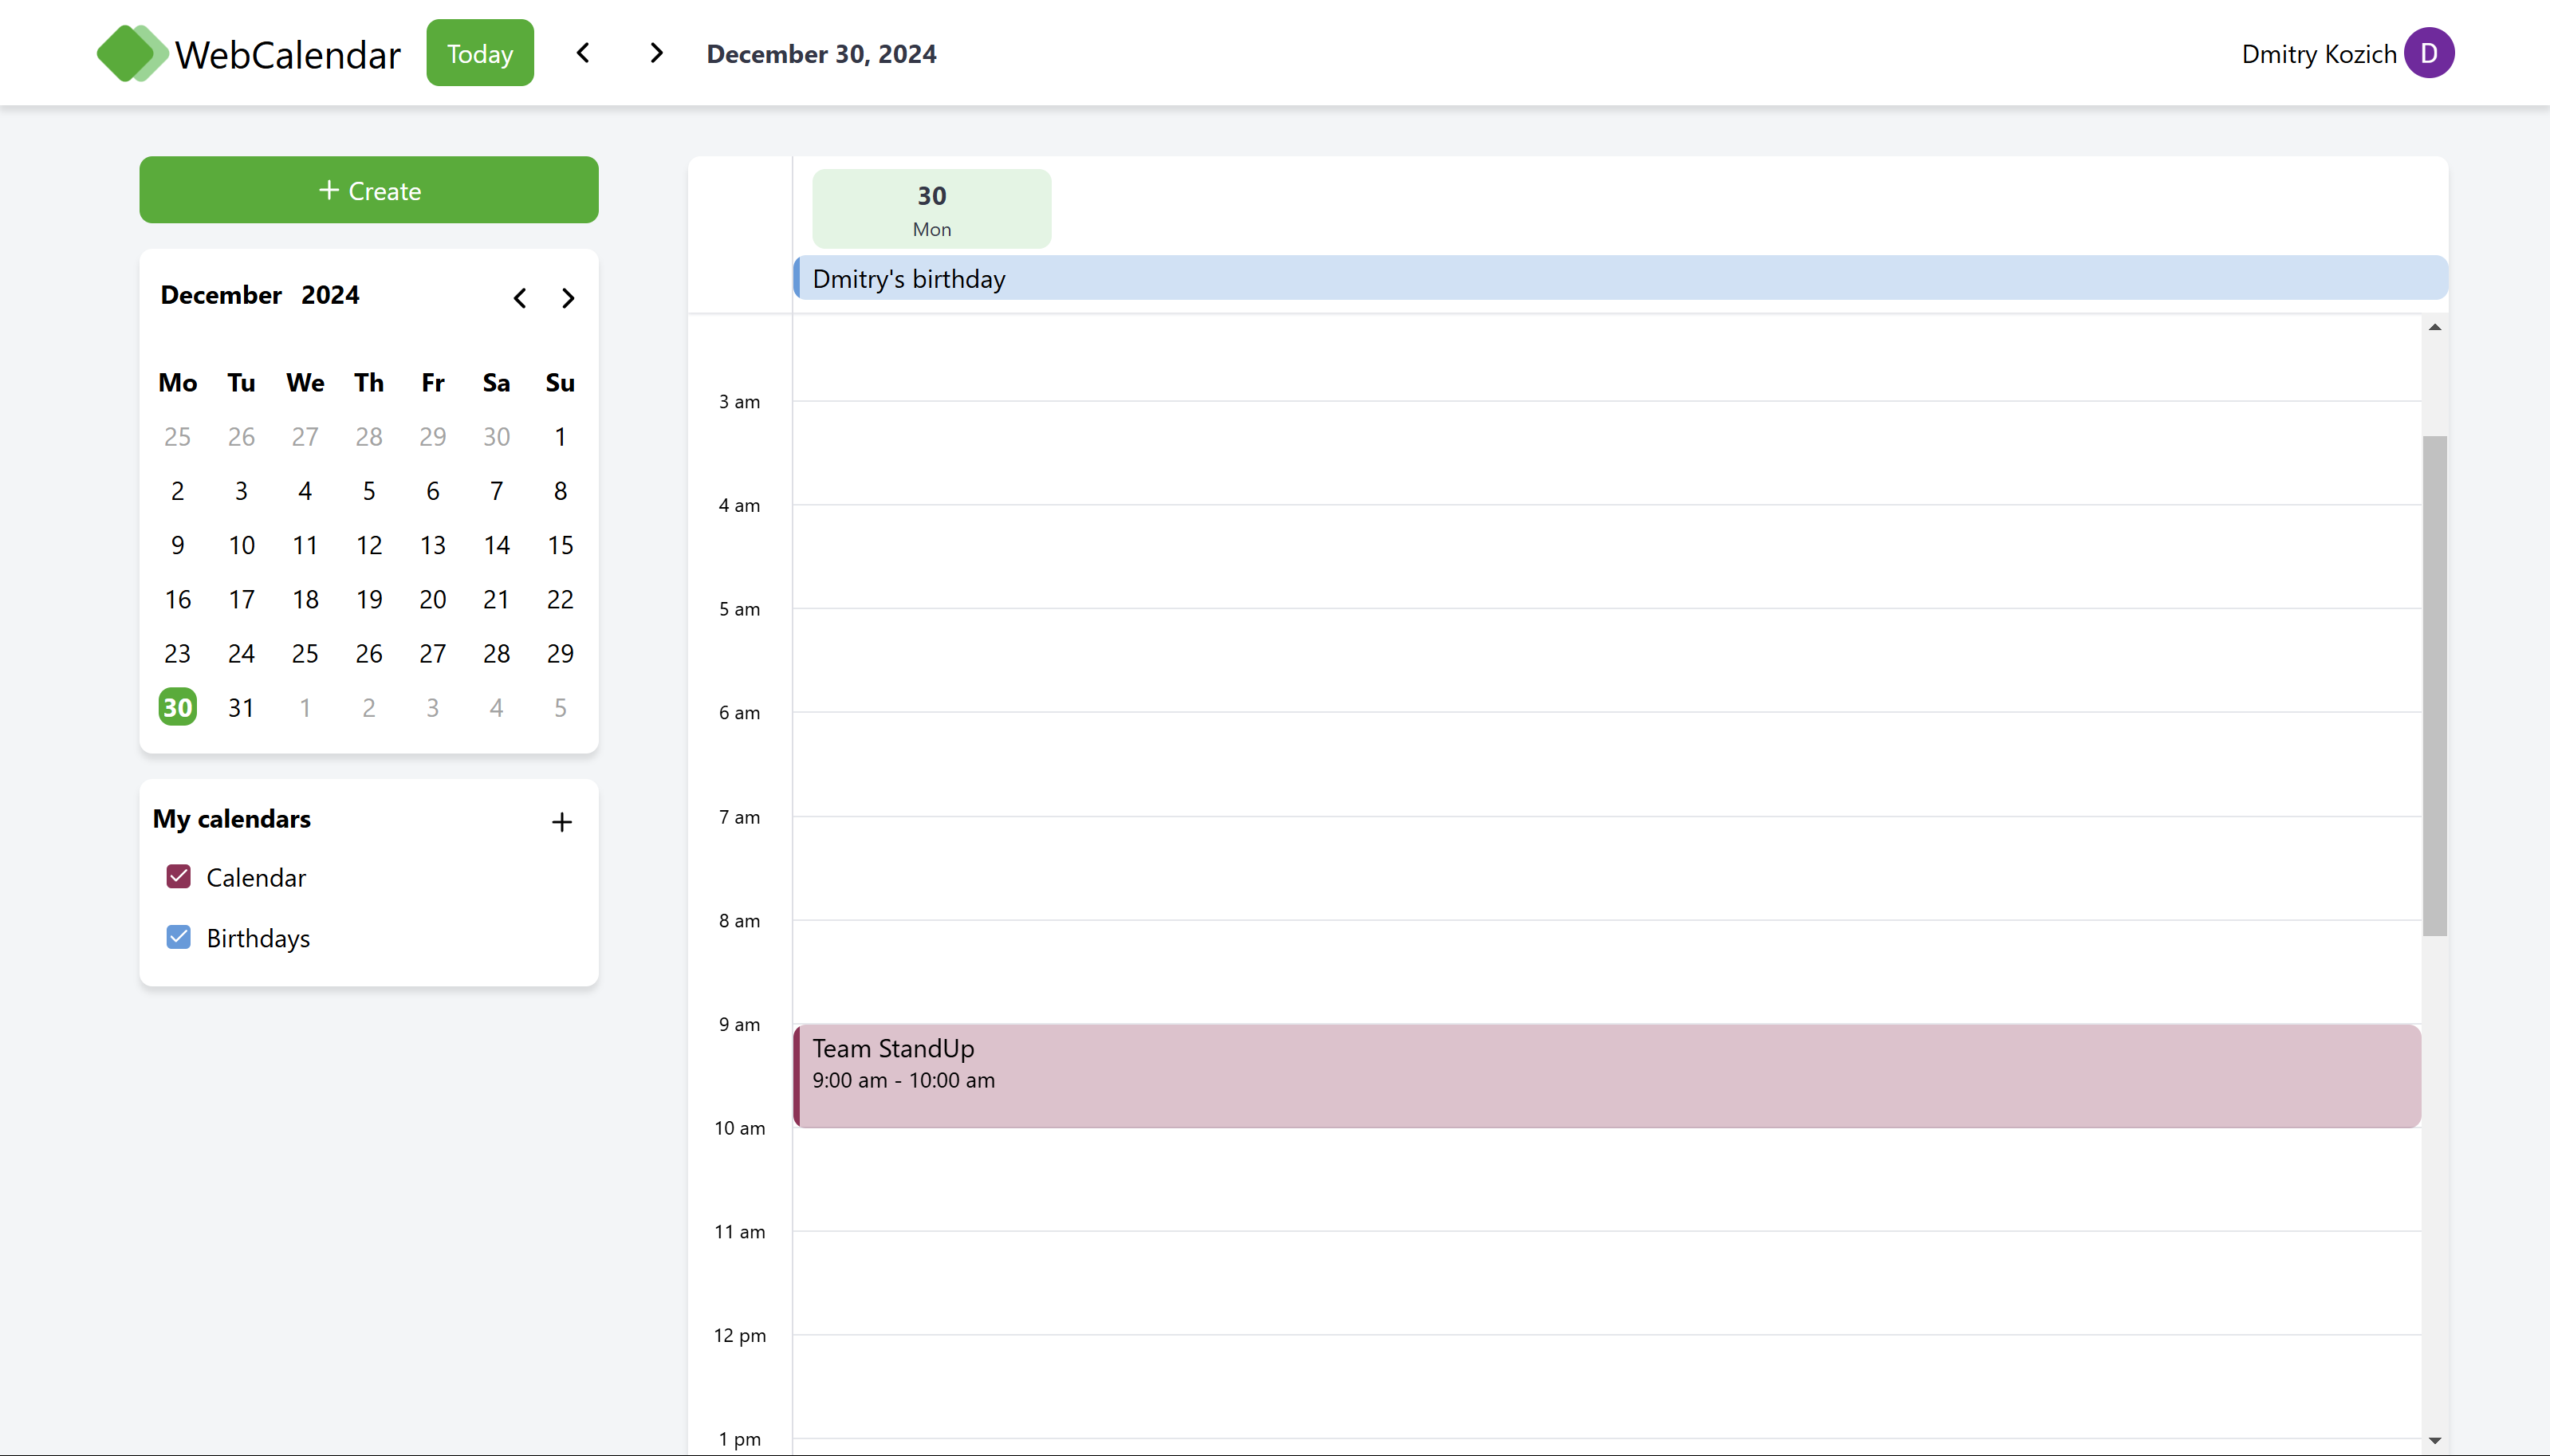 WebCalendar
Today
December 30, 2024
Dmitry Kozich
D
Create
December 2024
Mo Tu We Th Fr Sa Su
25 26 27 28 29 30 1
2 3 4 5 6 7 8
9 10 11 12 13 14 15
16 17 18 19 20 21 22
23 24 25 26 27 28 29
30 31 1 2 3 4 5
My calendars
Calendar
Birthdays
30
Mon
Dmitry's birthday
3 am
4 am
5 am
6 am
7 am
8 am
9 am
Team StandUp
9:00 am - 10:00 am
10 am
11 am
12 pm
1 pm